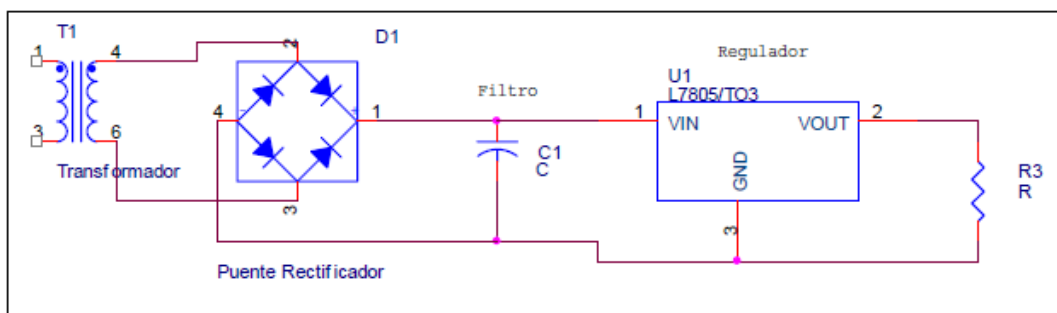 T1
1
4
3
6
Transformador
2
D1
4
-
+
1
3
Puente Rectificador
Filtro
C1
C
Regulador
U1
L7805/TO3
1
VIN
VOUT
2
GND
3
R3
R